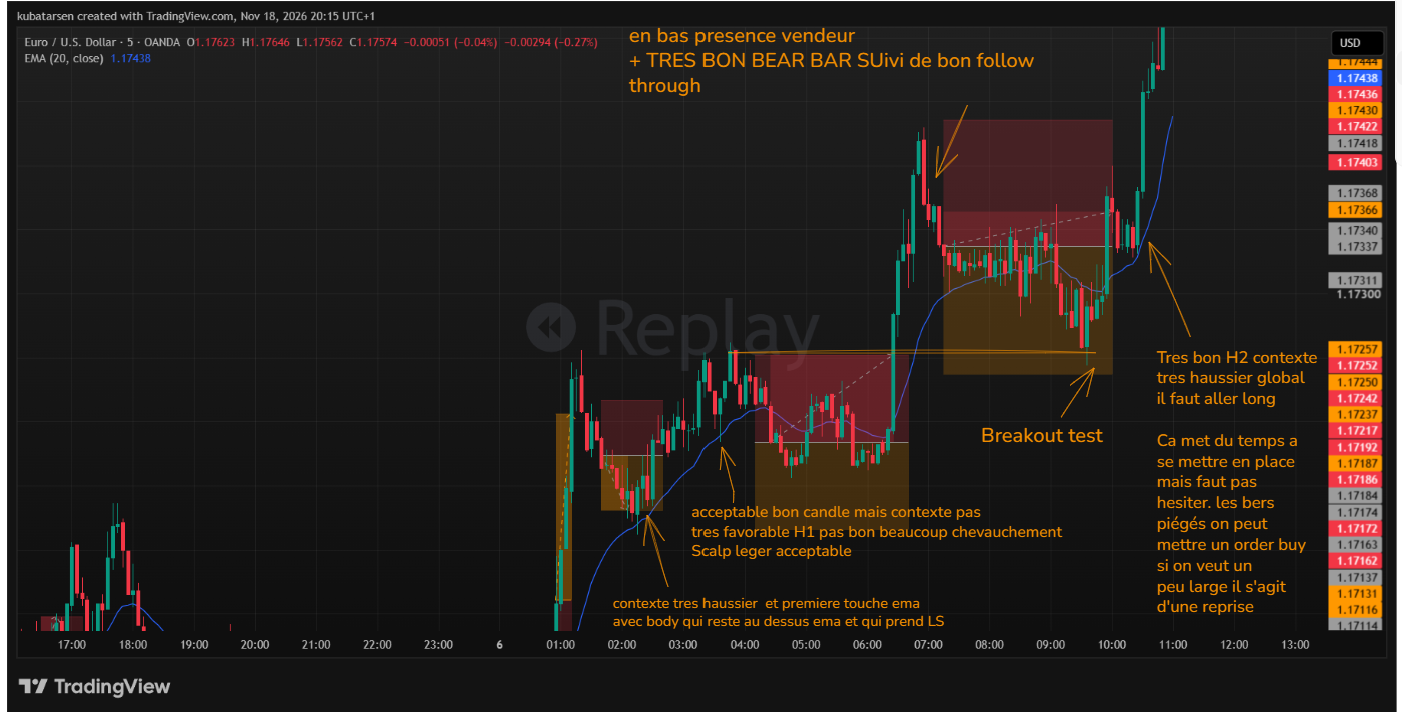 kubatarsen created with TradingView.com, Nov 18, 2026 20:15 UTC+1
Euro / U.S. Dollar · 5 · OANDA O1.17623 H1.17646 L1.17562 C1.17574 −0.00051 (−0.04%) −0.00294 (−0.27%)
EMA (20, close) 1.17438
en bas presence vendeur
+ TRES BON BEAR BAR SUivi de bon follow
through
USD
1.17444
1.17438
1.17436
1.17430
1.17422
1.17418
1.17403
1.17368
1.17366
1.17340
1.17337
1.17311
1.17300
1.17257
1.17252
1.17250
1.17242
1.17237
1.17217
1.17192
1.17187
1.17186
1.17184
1.17174
1.17172
1.17163
1.17162
1.17137
1.17131
1.17116
1.17114
Replay
Tres bon H2 contexte
tres haussier global
il faut aller long
Breakout test
Ca met du temps a
se mettre en place
mais faut pas
hesiter. les bers
piégés on peut
mettre un order buy
si on veut un
peu large il s'agit
d'une reprise
acceptable bon candle mais contexte pas
tres favorable H1 pas bon beaucoup chevauchement
Scalp leger acceptable
contexte tres haussier et premiere touche ema
avec body qui reste au dessus ema et qui prend LS
17:00 18:00 19:00 20:00 21:00 22:00 23:00 6 01:00 02:00 03:00 04:00 05:00 06:00 07:00 08:00 09:00 10:00 11:00 12:00 13:00
TradingView